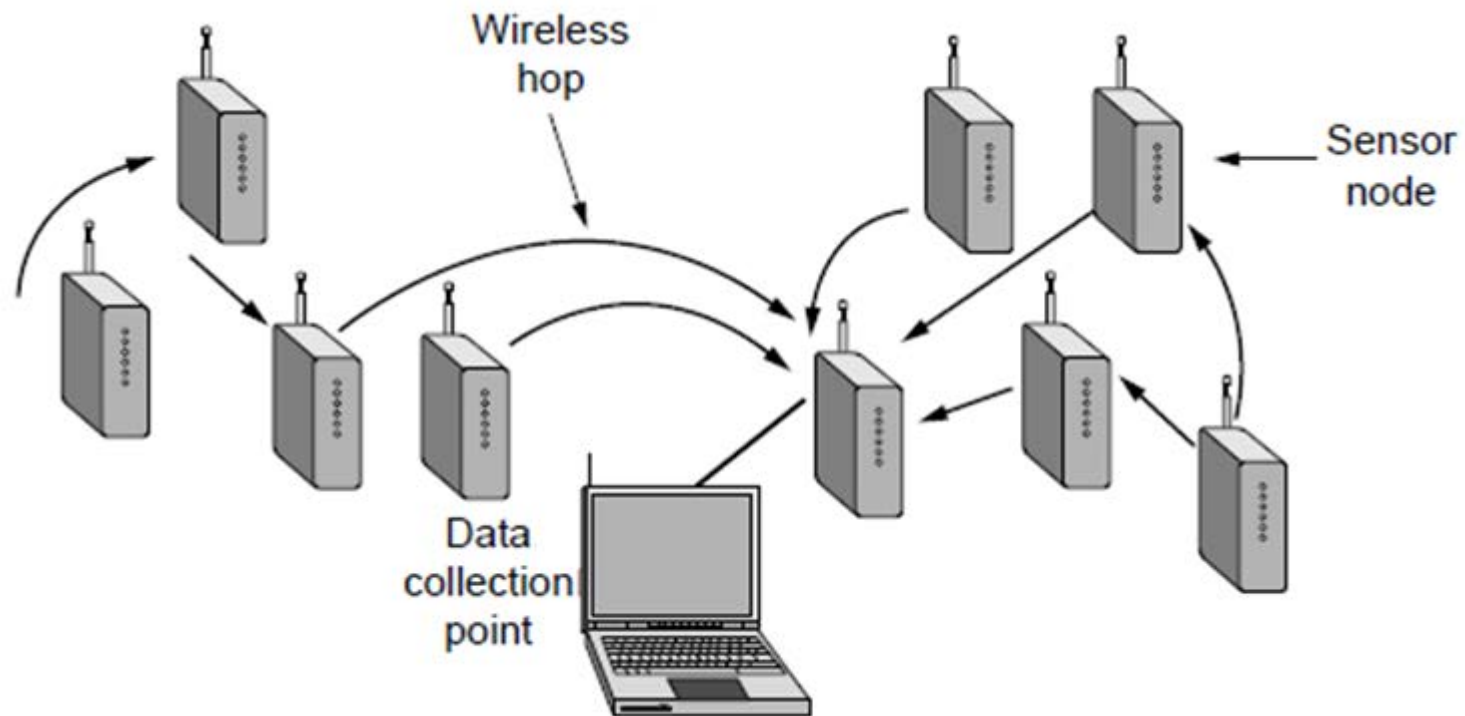 Wireless
hop
Sensor
node
Data
collection
point